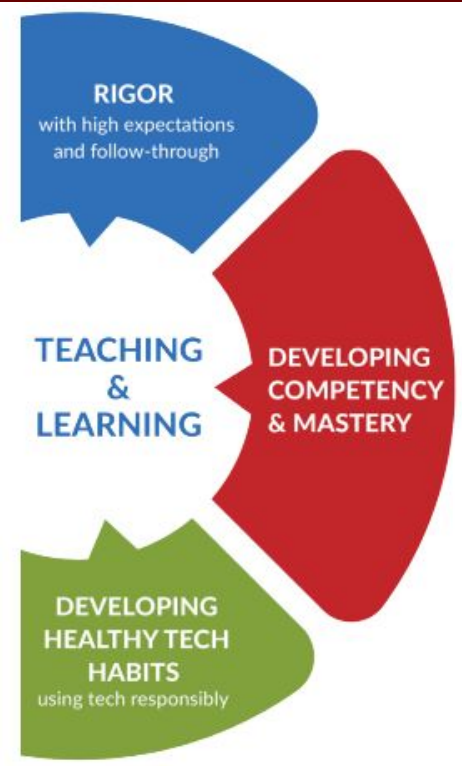 RIGOR
with high expectations
and follow-through
TEACHING
&
LEARNING
DEVELOPING
COMPETENCY
& MASTERY
DEVELOPING
HEALTHY TECH
HABITS
using tech responsibly